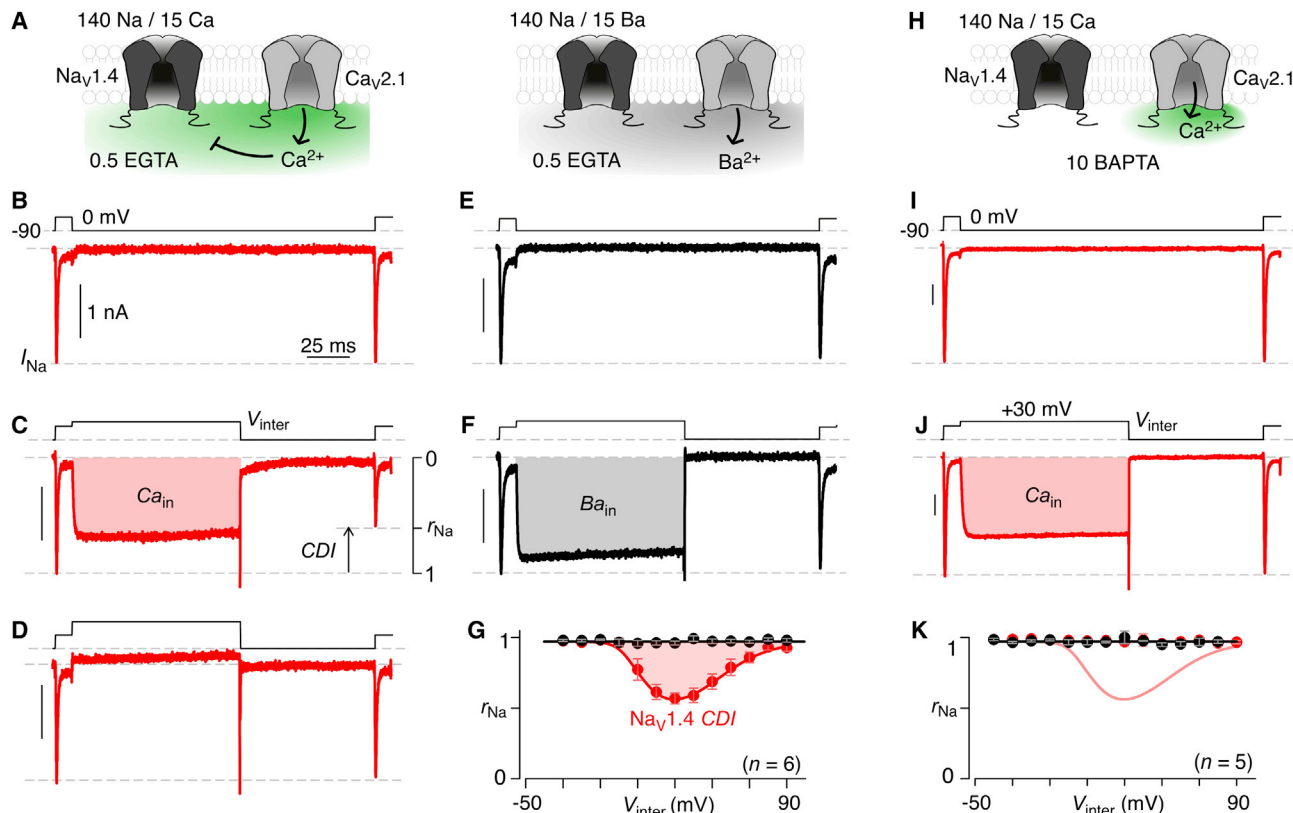 A
140 Na / 15 Ca
NaV1.4
CaV2.1
0.5 EGTA
Ca2+
140 Na / 15 Ba
0.5 EGTA
Ba2+
H
140 Na / 15 Ca
NaV1.4
CaV2.1
Ca2+
10 BAPTA
B
0 mV
-90
1 nA
25 ms
INa
E
I
0 mV
-90
C
Vinter
0
Cain
rNa
CDI
1
F
Bain
J
+30 mV
Vinter
Cain
D
G
1
rNa
NaV1.4 CDI
0
(n = 6)
-50
Vinter (mV)
90
K
1
rNa
0
(n = 5)
-50
Vinter (mV)
90